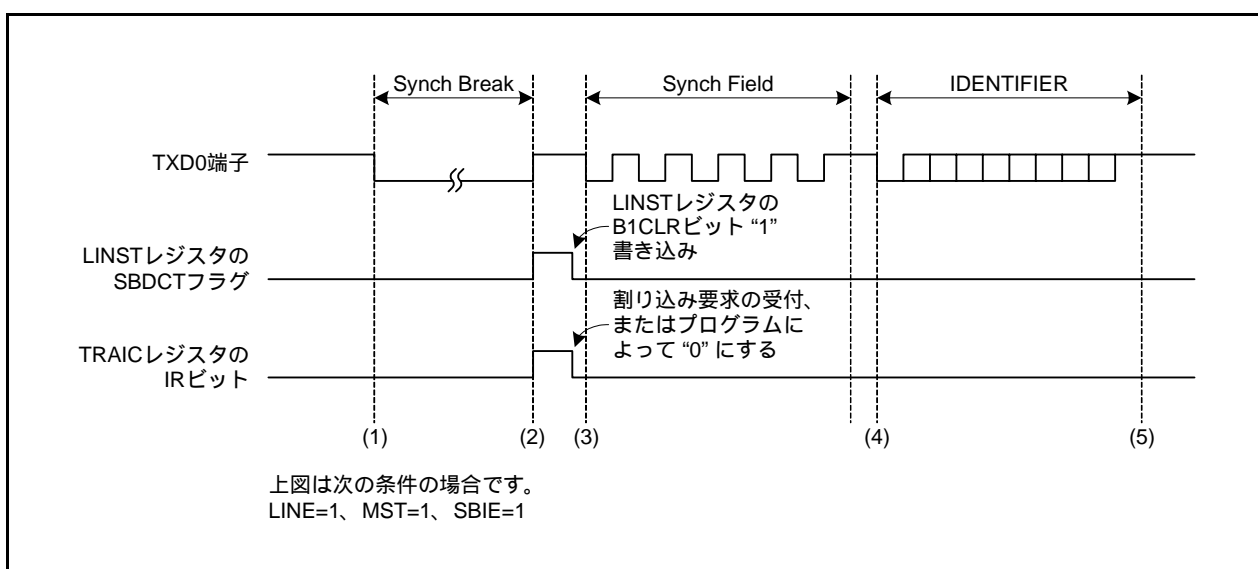 Synch Break
Synch Field
IDENTIFIER
TXD0端子
LINSTレジスタの
B1CLRビット “1”
書き込み
LINSTレジスタの
SBDCTフラグ
割り込み要求の受付、
またはプログラムに
よって “0” にする
TRAICレジスタの
IRビット
(1)
(2)
(3)
(4)
(5)
上図は次の条件の場合です。
LINE=1、MST=1、SBIE=1